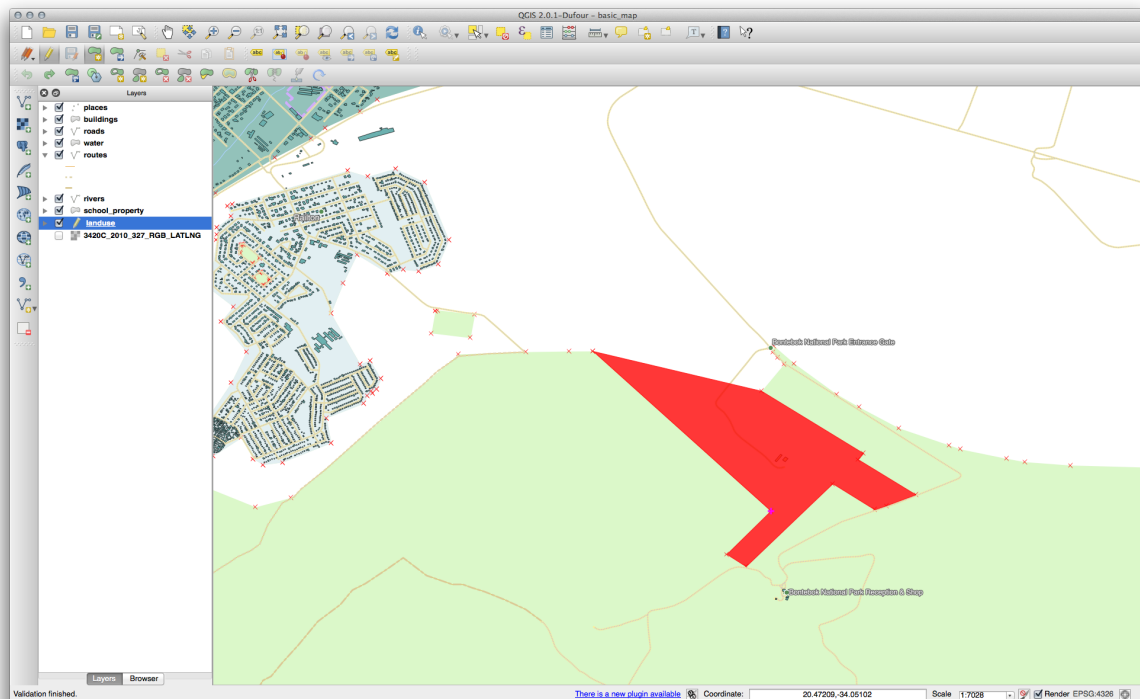 QGIS 2.0.1-Dufour – basic_map
Layers
places
buildings
roads
water
routes
rivers
school_property
landuse
3420C_2010_327_RGB_LATLNG
Bontebok National Park Entrance Gate
Bontebok National Park Reception & Shop
Layers
Browser
Validation finished.
There is a new plugin available
Coordinate:
20.47209,-34.05102
Scale
1:7028
Render
EPSG:4326